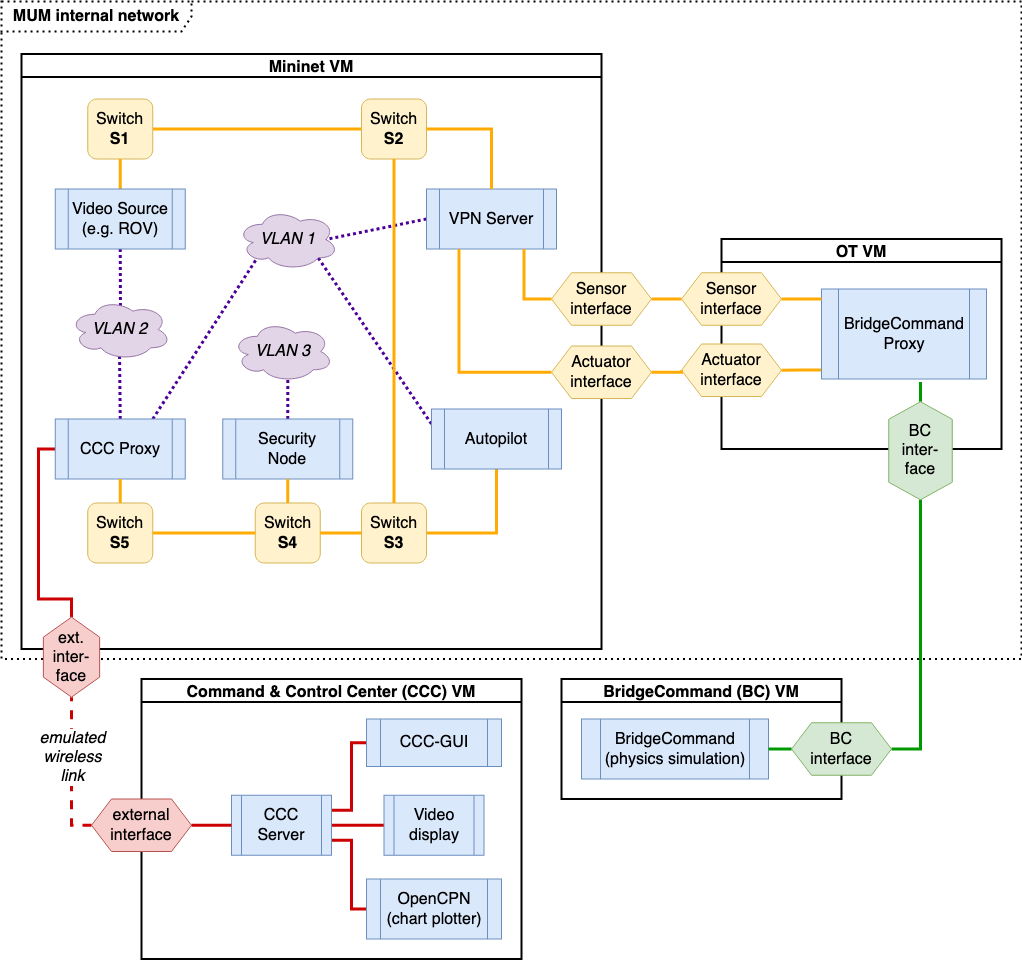 MUM internal network
Mininet VM
Switch
S1
Switch
S2
Video Source
(e.g. ROV)
VLAN 1
VPN Server
OT VM
Sensor
interface
Sensor
interface
BridgeCommand
Proxy
VLAN 2
VLAN 3
Actuator
interface
Actuator
interface
CCC Proxy
Security
Node
Autopilot
BC
inter-
face
Switch
S5
Switch
S4
Switch
S3
ext.
inter-
face
Command & Control Center (CCC) VM
BridgeCommand (BC) VM
emulated
wireless
link
CCC-GUI
BridgeCommand
(physics simulation)
BC
interface
external
interface
CCC
Server
Video
display
OpenCPN
(chart plotter)